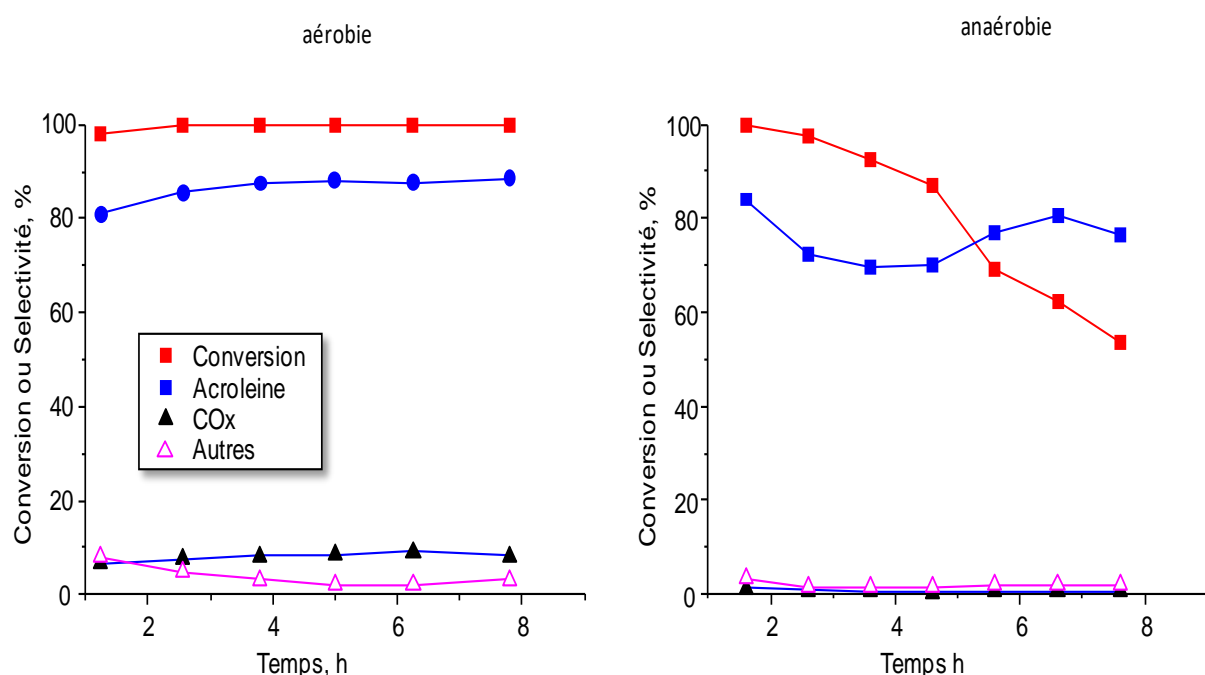 aérobie
anaérobie
Conversion ou Selectivité, %
100
80
60
40
20
0
2
4
6
8
Temps, h
Conversion
Acroleine
COx
Autres
Conversion ou Selectivité, %
100
80
60
40
20
0
2
4
6
8
Temps h